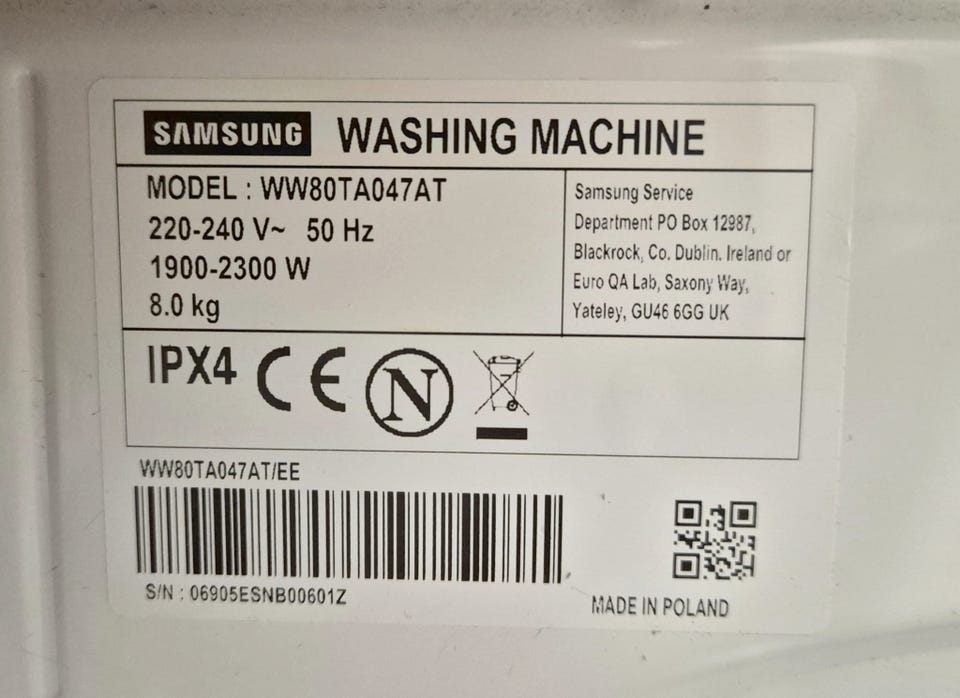 SAMSUNG WASHING MACHINE
MODEL : WW80TA047AT
220-240 V~ 50 Hz
1900-2300 W
8.0 kg
Samsung Service
Department PO Box 12987,
Blackrock, Co. Dublin. Ireland or
Euro QA Lab, Saxony Way,
Yateley, GU46 6GG UK
IPX4 CE N
WW80TA047AT/EE
S/N : 06905ESNB00601Z
MADE IN POLAND